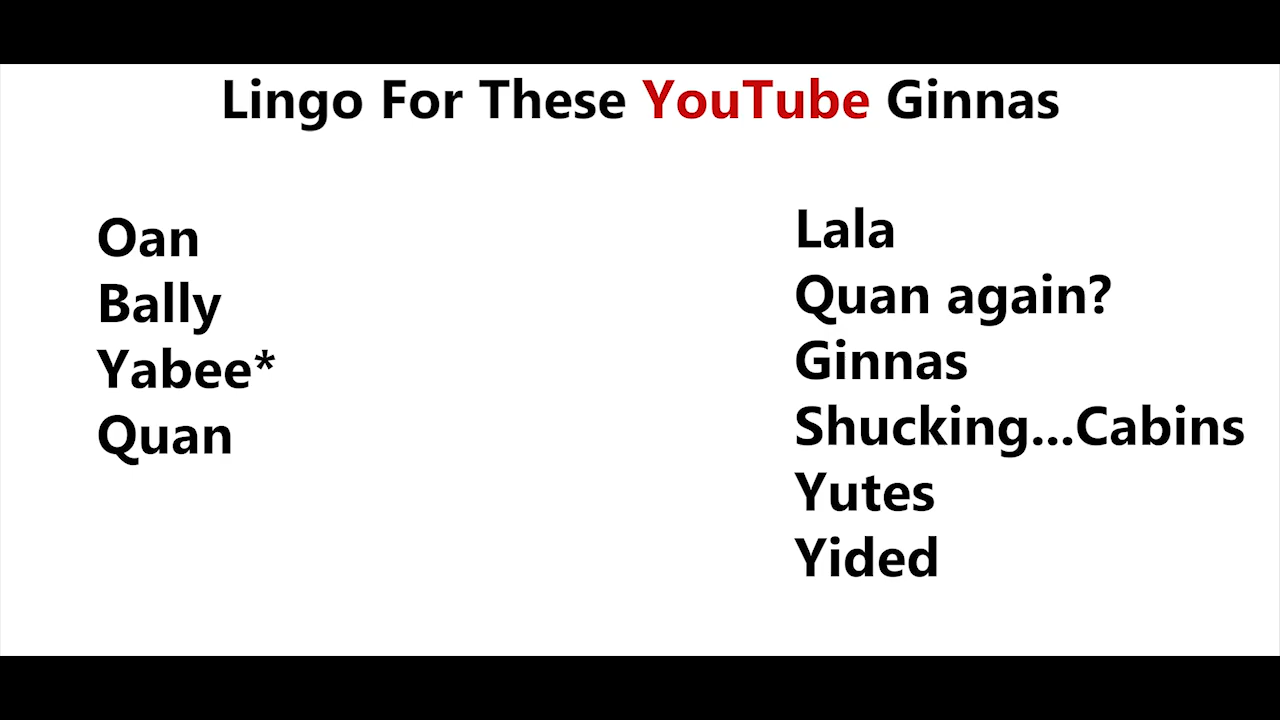 Lingo For These YouTube Ginnas
Oan
Bally
Yabee*
Quan
Lala
Quan again?
Ginnas
Shucking...Cabins
Yutes
Yided